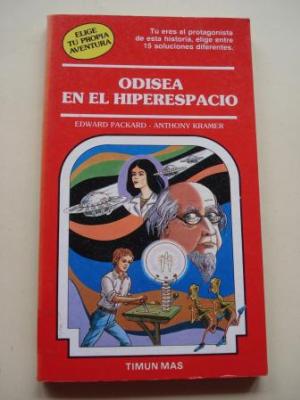 ELIGE
TU PROPIA
AVENTURA
Tú eres el protagonista
de esta historia, elige entre
15 soluciones diferentes.
ODISEA
EN EL HIPERESPACIO
EDWARD PACKARD - ANTHONY KRAMER
TIMUN MAS